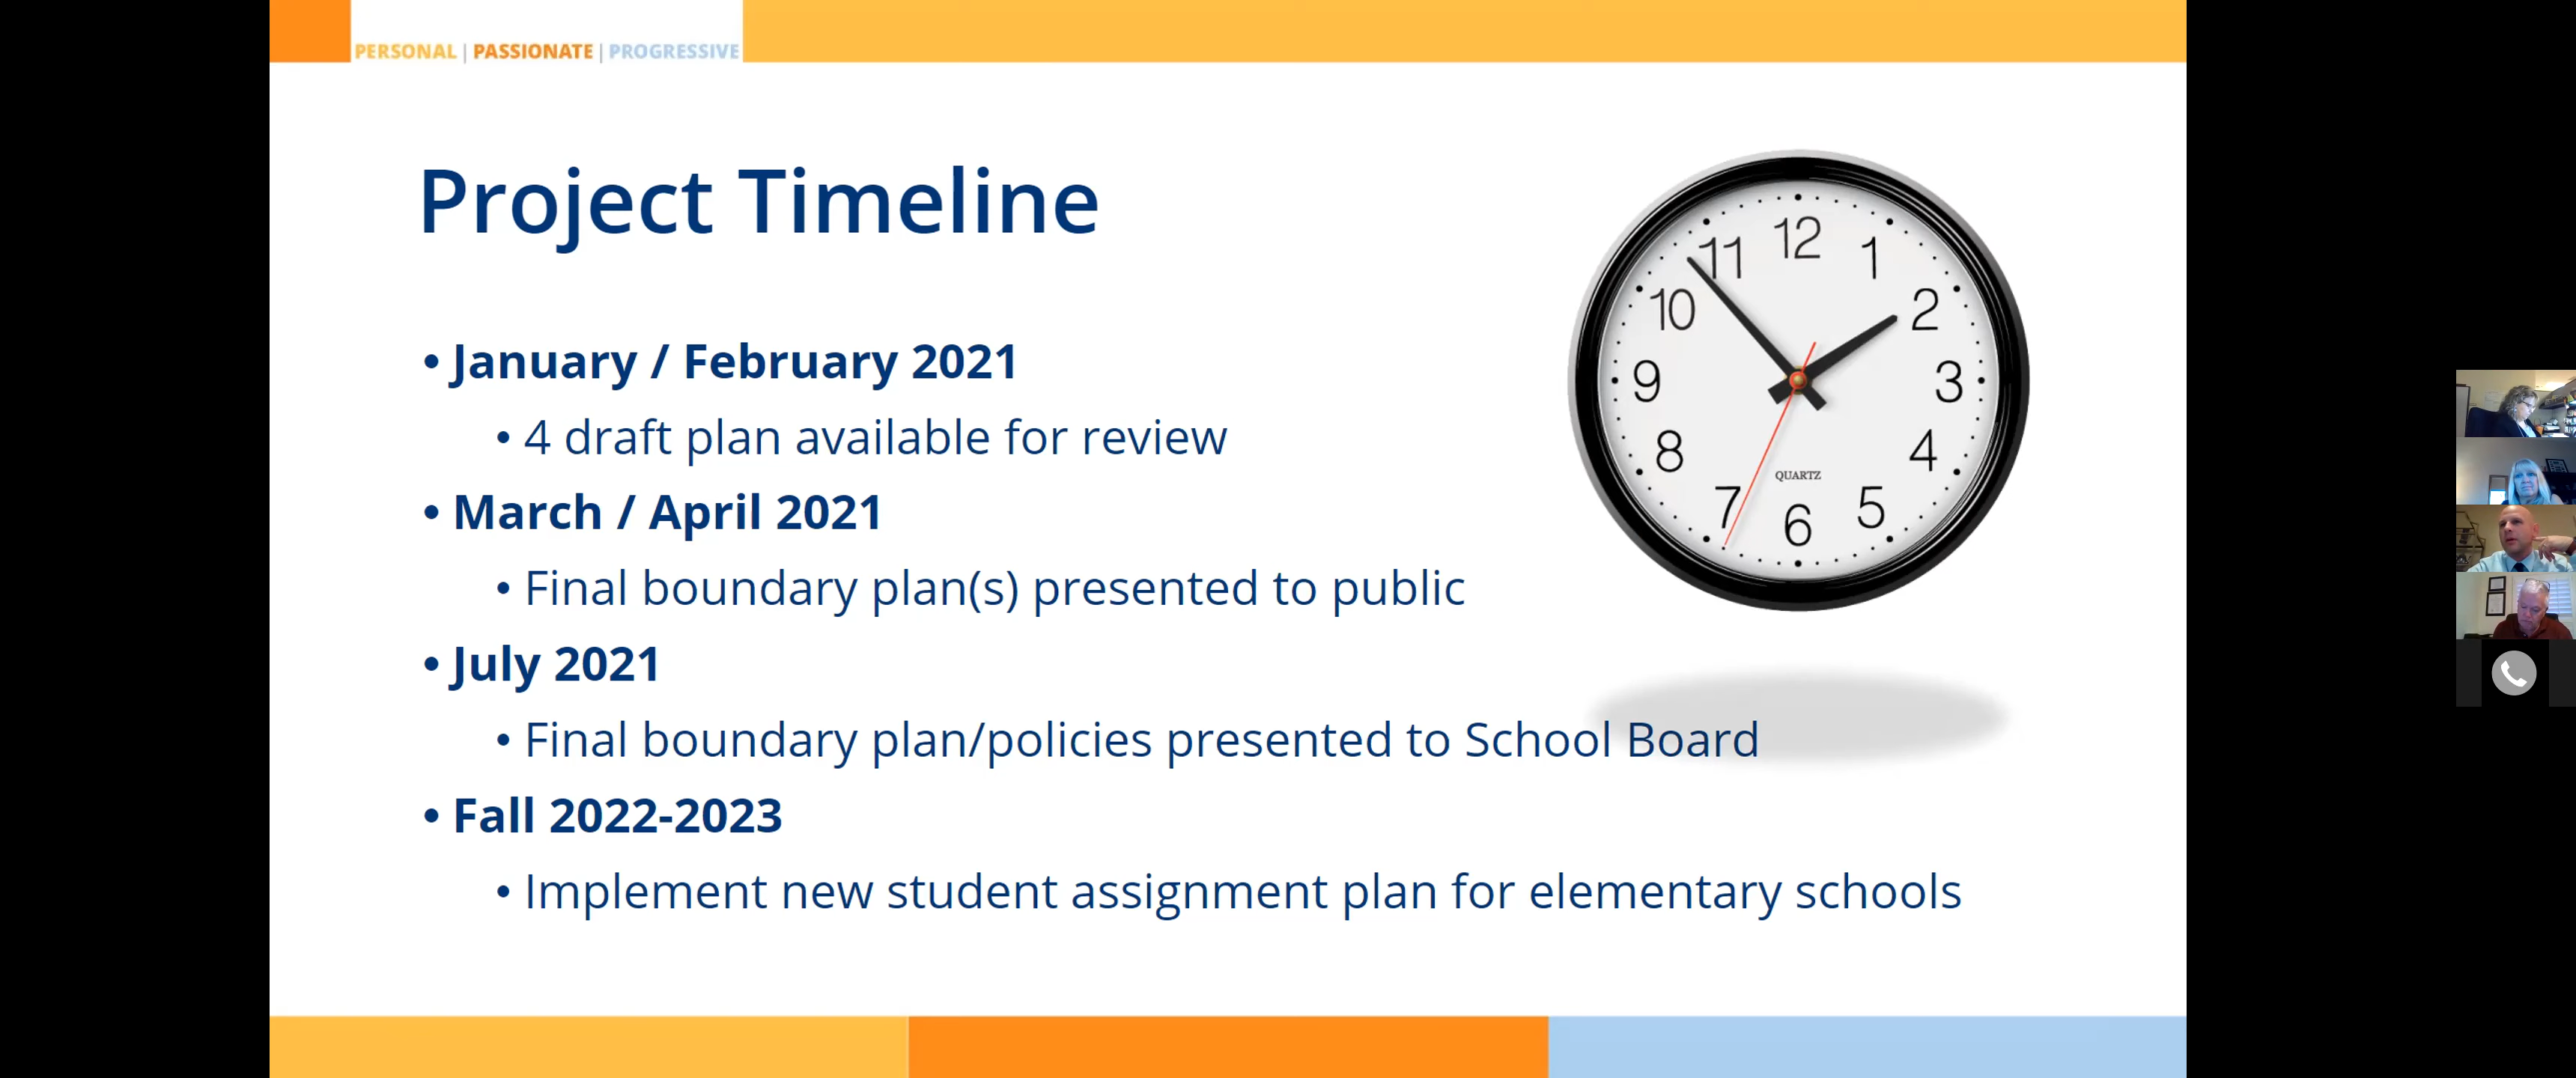 PERSONAL | PASSIONATE | PROGRESSIVE
Project Timeline
• January / February 2021
• 4 draft plan available for review
• March / April 2021
• Final boundary plan(s) presented to public
• July 2021
• Final boundary plan/policies presented to School Board
• Fall 2022-2023
• Implement new student assignment plan for elementary schools
12
11
1
10
2
9
3
8
4
QUARTZ
7
5
6